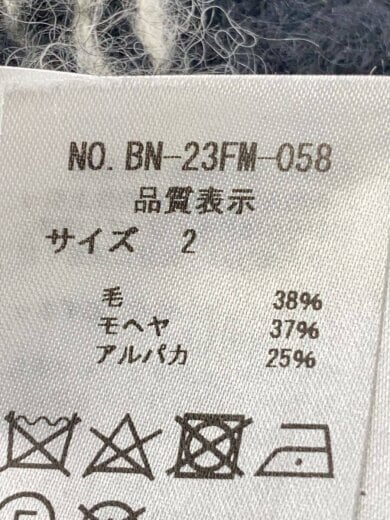 NO. BN-23FM-058
品質表示
サイズ 2
毛 38%
モヘヤ 37%
アルパカ 25%